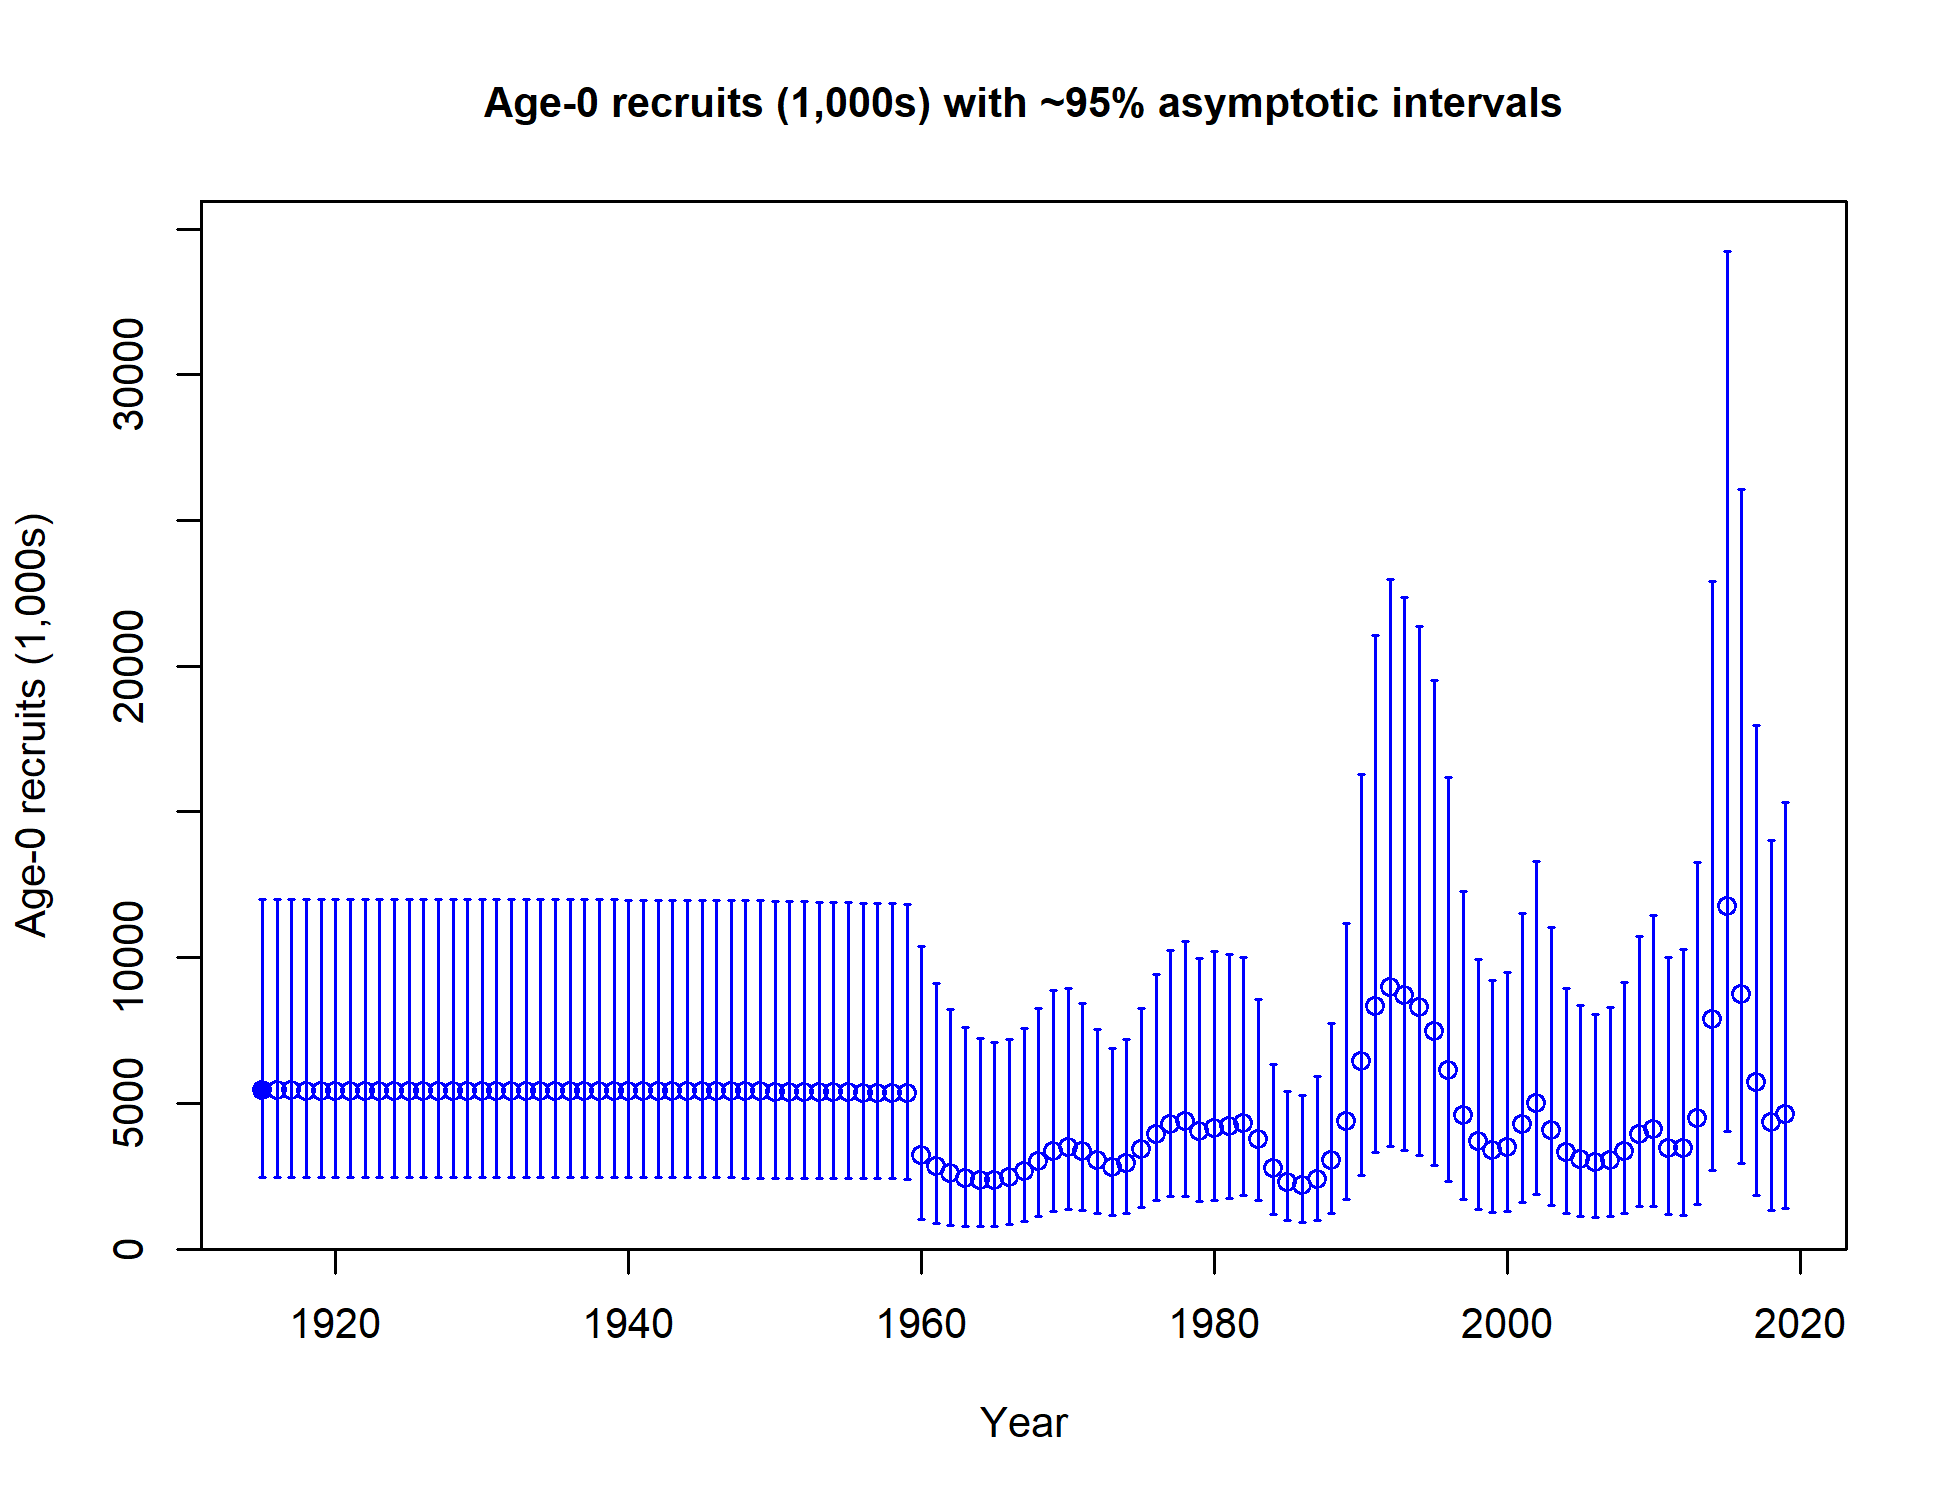 Age-0 recruits (1,000s) with ~95% asymptotic intervals
Age-0 recruits (1,000s)
30000
20000
10000
5000
0
1920 1940 1960 1980 2000 2020
Year